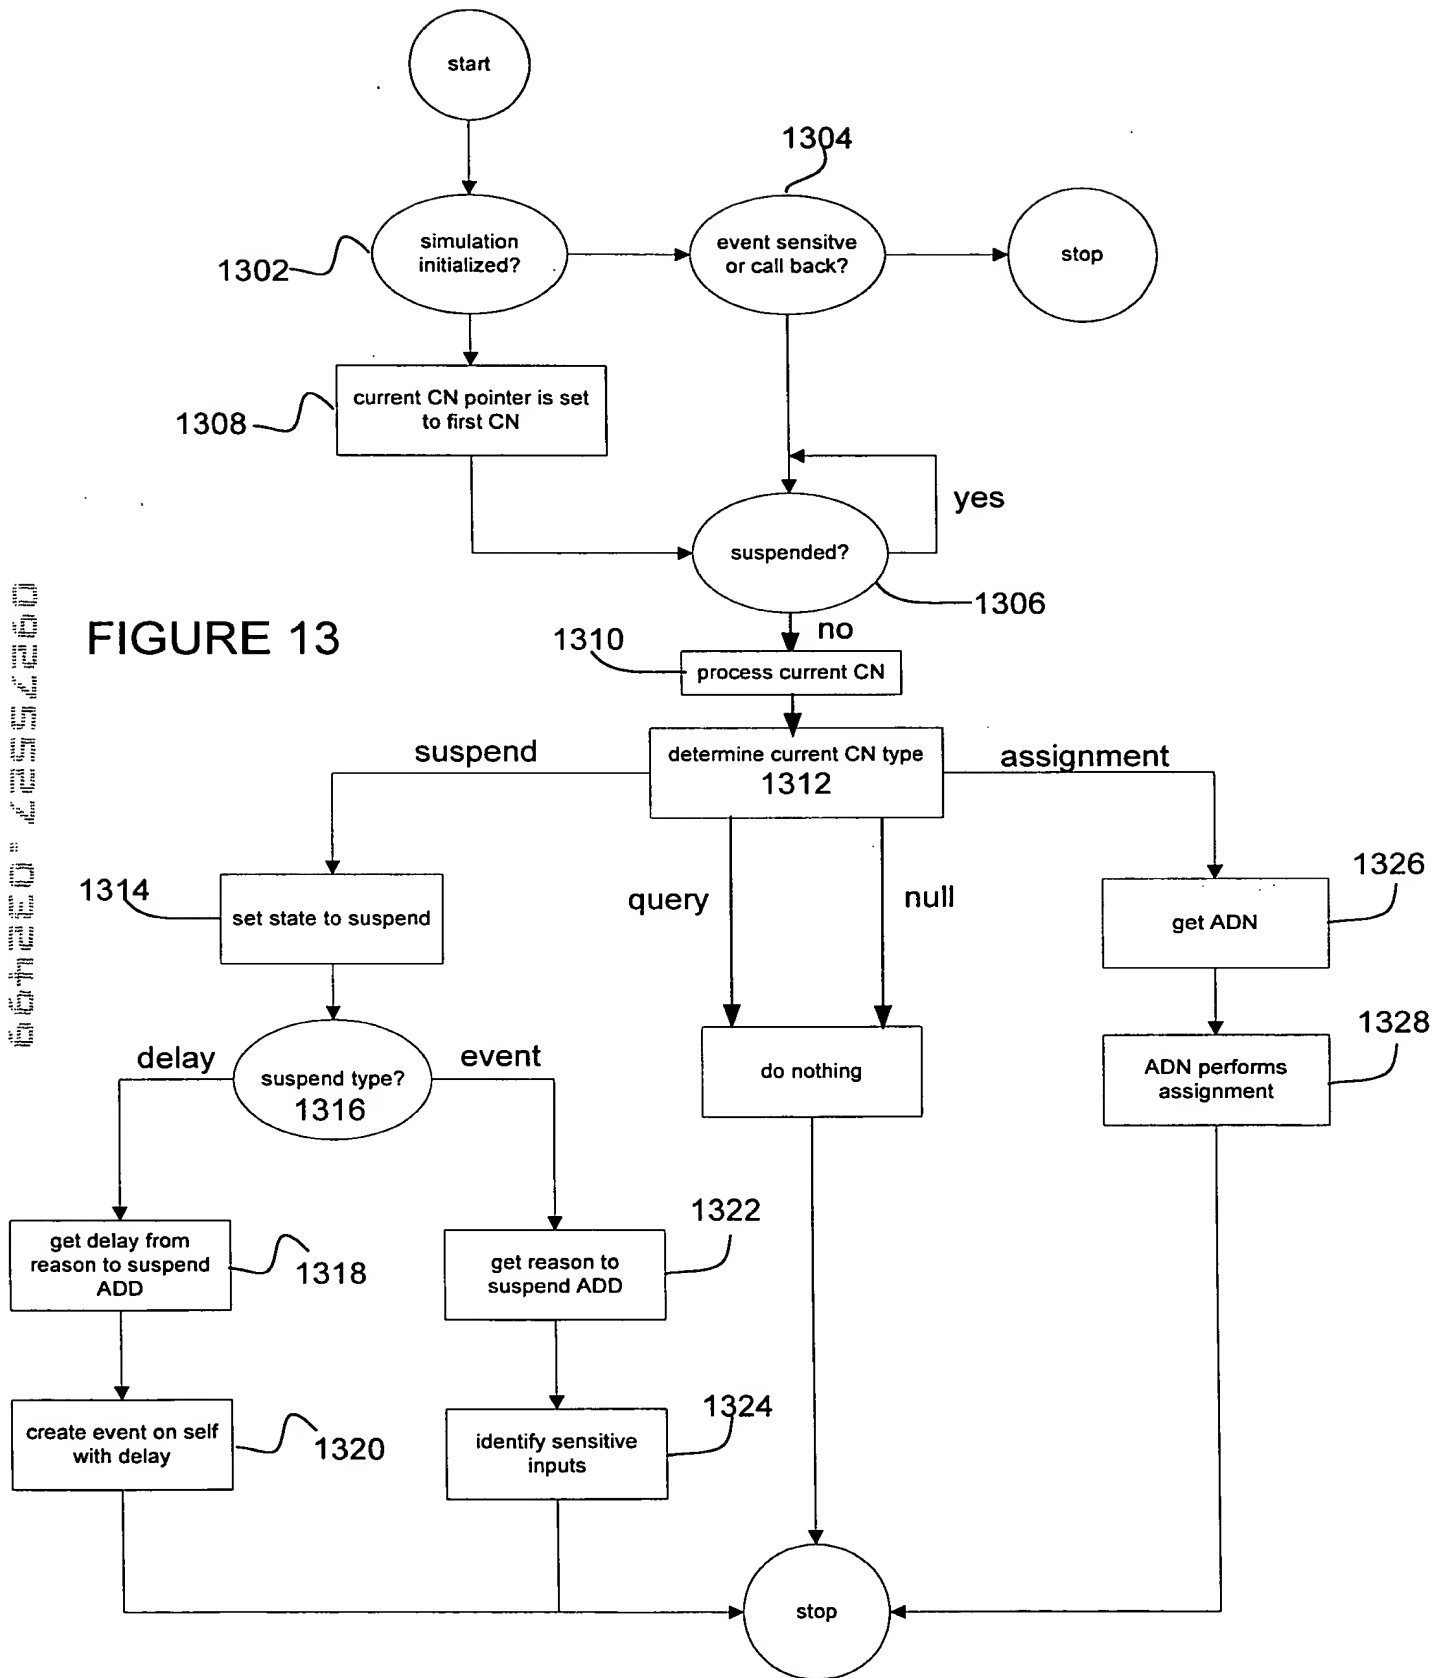 start
1304
simulation
initialized?
event sensitve
or call back?
stop
1302
current CN pointer is set
to first CN
1308
yes
suspended?
1306
FIGURE 13
no
1310
process current CN
suspend
determine current CN type
1312
assignment
1314
set state to suspend
query
null
1326
get ADN
delay
event
suspend type?
1316
do nothing
1328
ADN performs
assignment
1322
get delay from
reason to suspend
ADD
1318
get reason to
suspend ADD
1324
create event on self
with delay
1320
identify sensitive
inputs
stop
09275527.032499